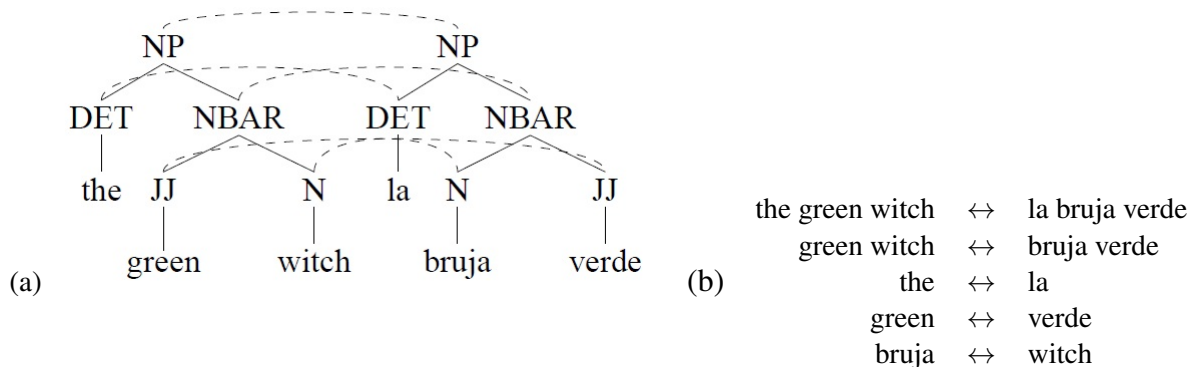 NP NP
DET NBAR DET NBAR
the JJ N la N JJ
green witch bruja verde
(a)
the green witch ↔ la bruja verde
green witch ↔ bruja verde
the ↔ la
green ↔ verde
bruja ↔ witch
(b)